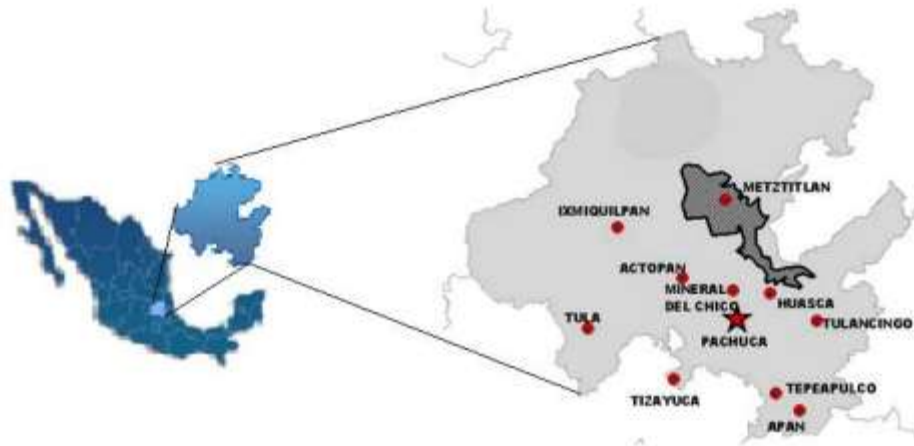 METZTITLAN
IXMIQUILPAN
ACTOPAN
MINERAL
DEL CHICO
HUASCA
TULA
TULANCINGO
PACHUCA
TIZAYUCA
TEPEAPULCO
APAN